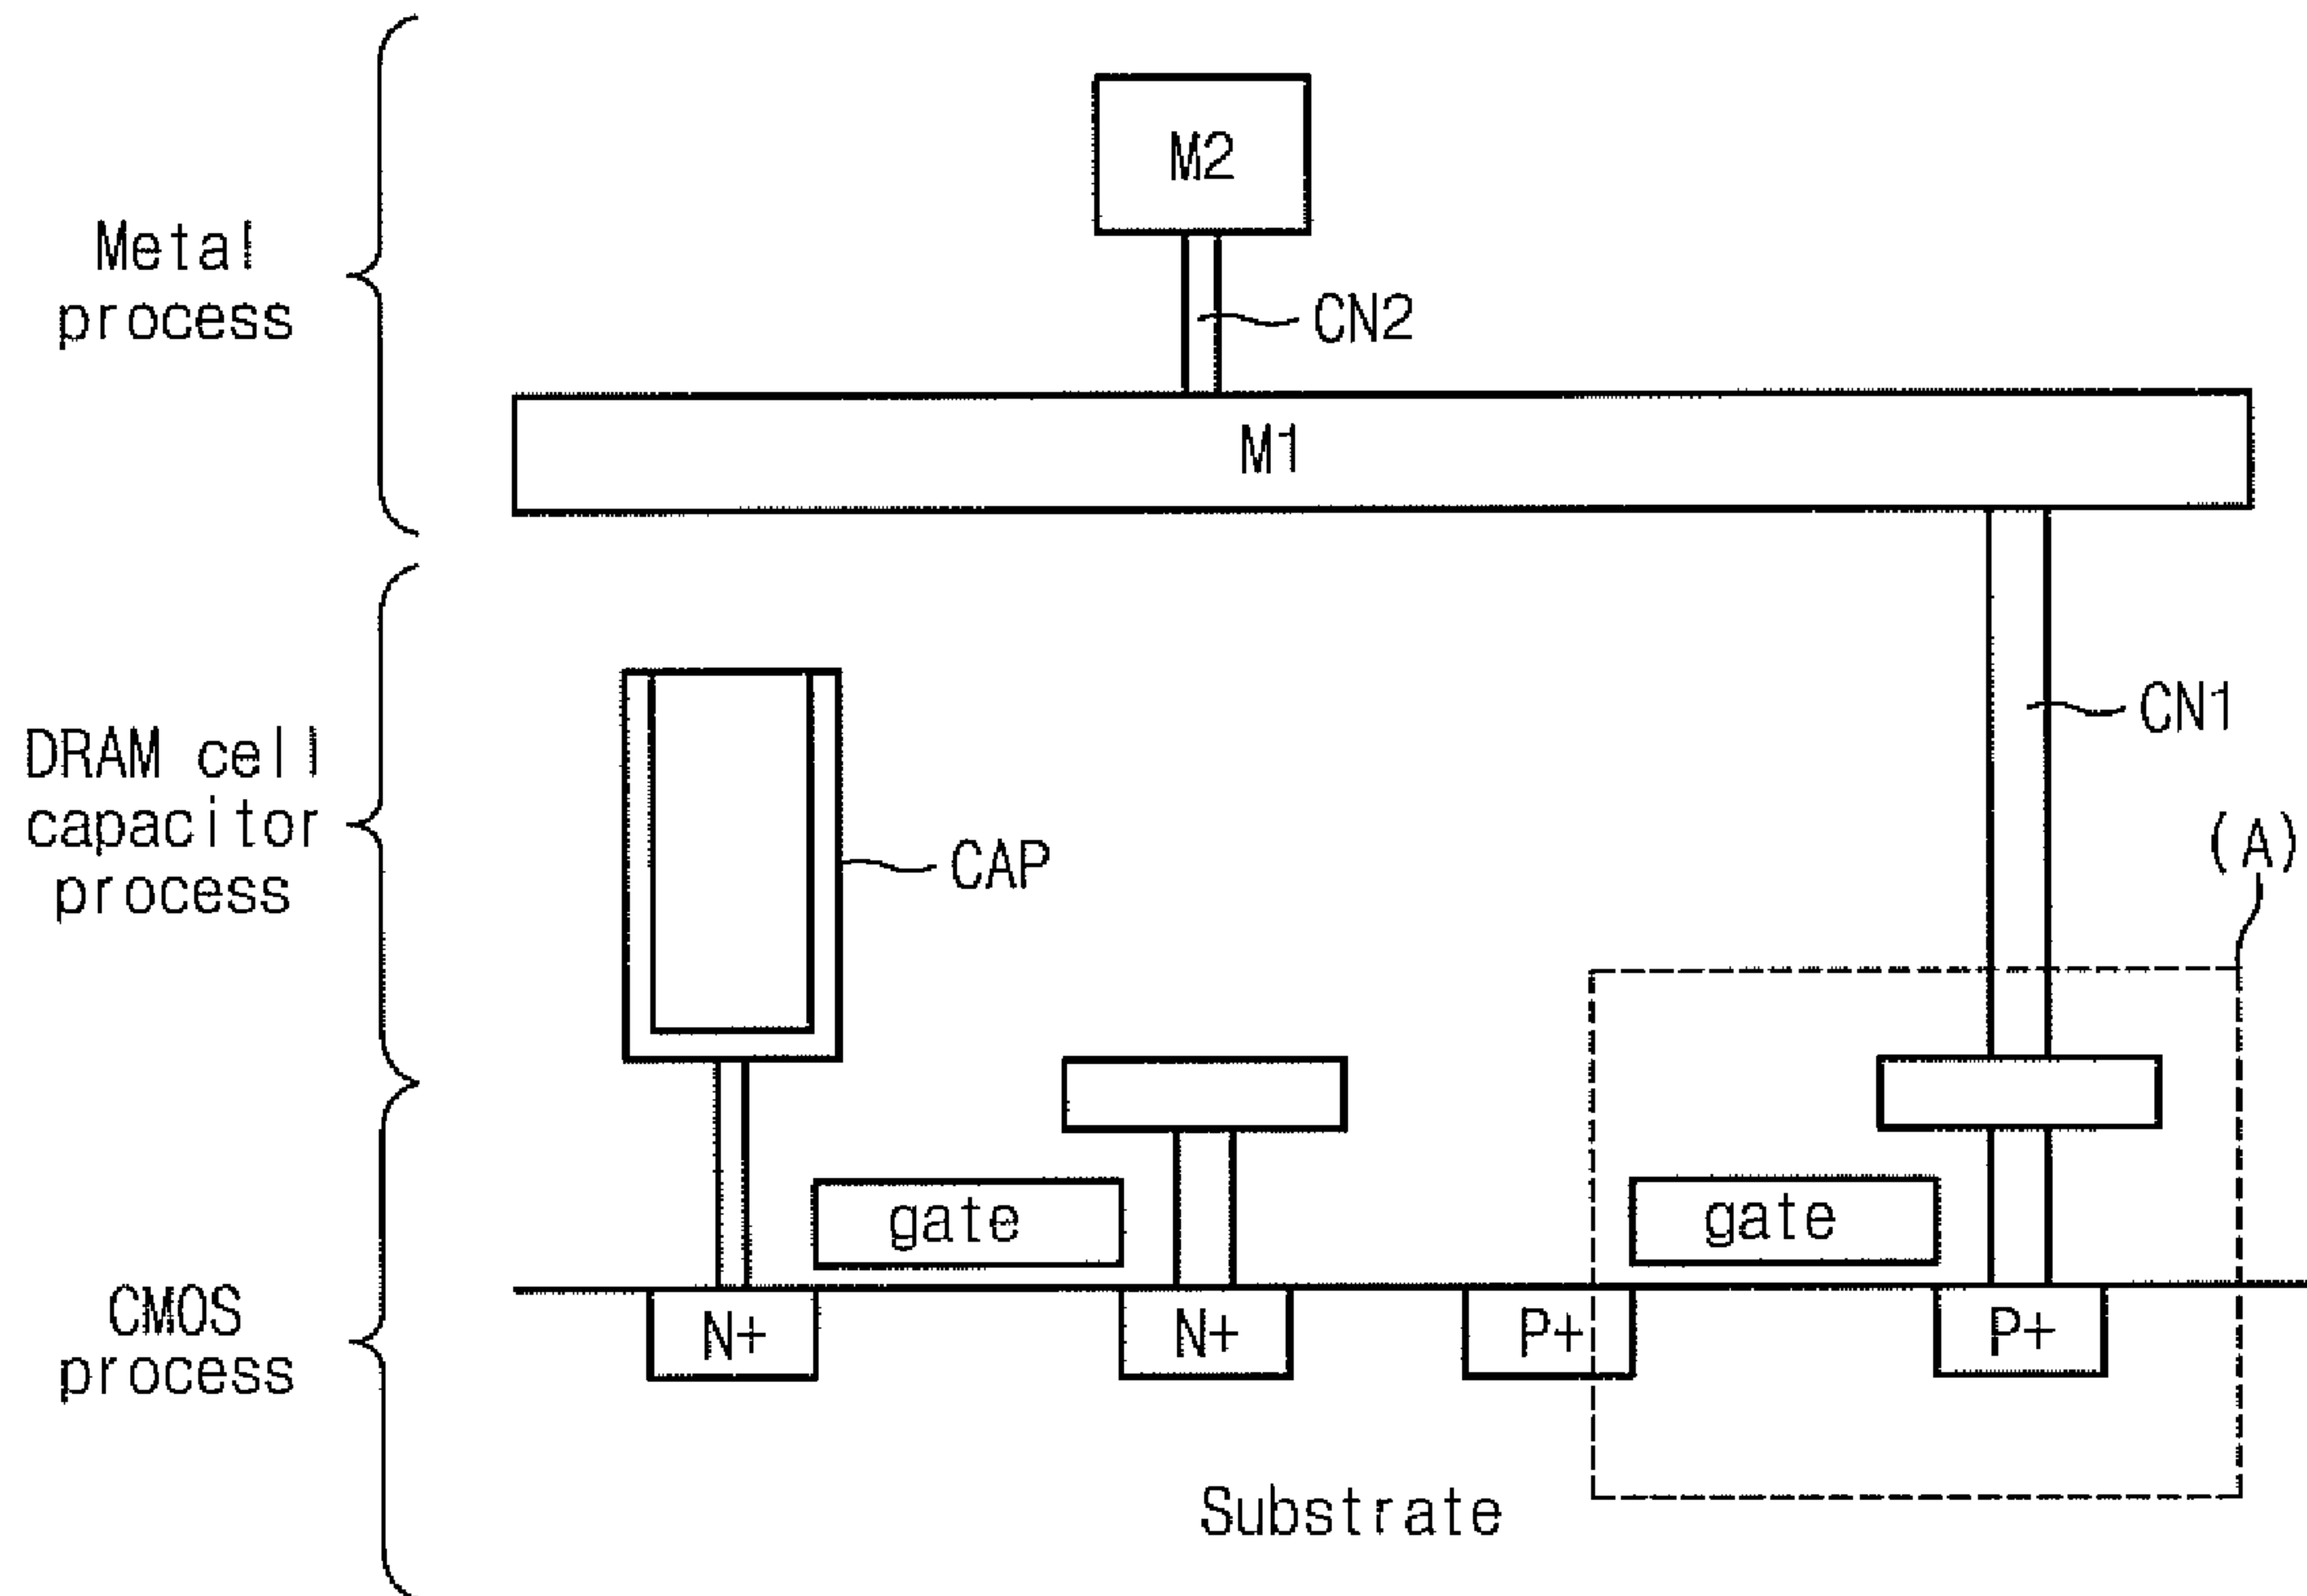 M2
Metal
process
CN2
M1
CN1
DRAM cell
capacitor
process
CAP
(A)
gate
gate
CMOS
process
N+
N+
P+
P+
Substrate